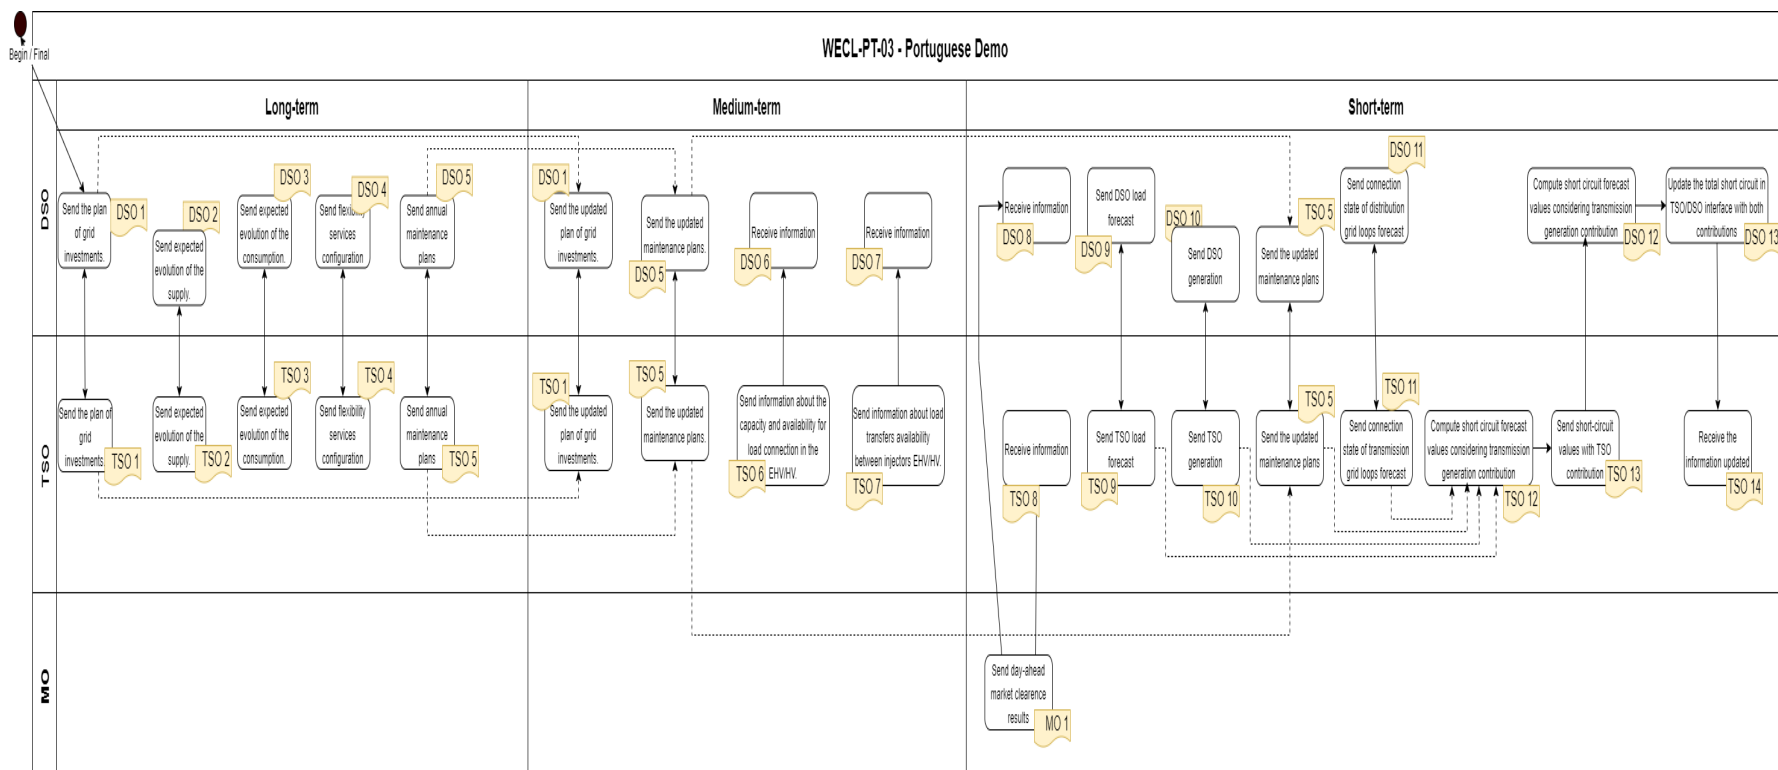 Begin / Final
WECL-PT-03 - Portuguese Demo
Long-term
Medium-term
Short-term
DSO
Send the plan
of grid
investments.
DSO 1
Send expected
evolution of the
supply.
DSO 2
Send expected
evolution of the
consumption.
DSO 3
Send flexibility
services
configuration
DSO 4
Send annual
maintenance
plans
DSO 5
Send the updated
plan of grid
investments.
DSO 1
Send the updated
maintenance plans.
DSO 5
Receive information
DSO 6
Receive information
DSO 7
Receive information
DSO 8
Send DSO load
forecast
DSO 9
Send DSO
generation
DSO 10
Send the updated
maintenance plans
TSO 5
Send connection
state of distribution
grid loops forecast
DSO 11
Compute short circuit forecast
values considering transmission
generation contribution
DSO 12
Update the total short circuit in
TSO/DSO interface with both
contributions
DSO 13
TSO
Send the plan of
grid
investments.
TSO 1
Send expected
evolution of the
supply.
TSO 2
Send expected
evolution of the
consumption.
TSO 3
Send flexibility
services
configuration
TSO 4
Send annual
maintenance
plans
TSO 5
Send the updated
plan of grid
investments.
TSO 1
Send the updated
maintenance plans.
TSO 5
Send information about the
capacity and availability for
load connection in the
EHV/HV.
TSO 6
Send information about load
transfers availability
between injectors EHV/HV.
TSO 7
Receive information
TSO 8
Send TSO load
forecast
TSO 9
Send TSO
generation
TSO 10
Send the updated
maintenance plans
TSO 5
Send connection
state of transmission
grid loops forecast
TSO 11
Compute short circuit forecast
values considering transmission
generation contribution
TSO 12
Send short-circuit
values with TSO
contribution
TSO 13
Receive the
information updated
TSO 14
MO
Send day-ahead
market clearence
results
MO 1